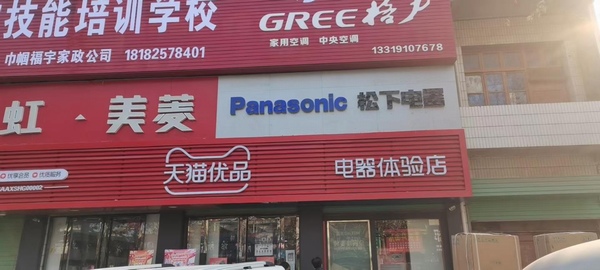 技能培训学校
巾帼福宇家政公司 18182578401
GREE 格力
家用空调 中央空调
13319107678
虹·美菱
Panasonic 松下电器
天猫优品
电器体验店